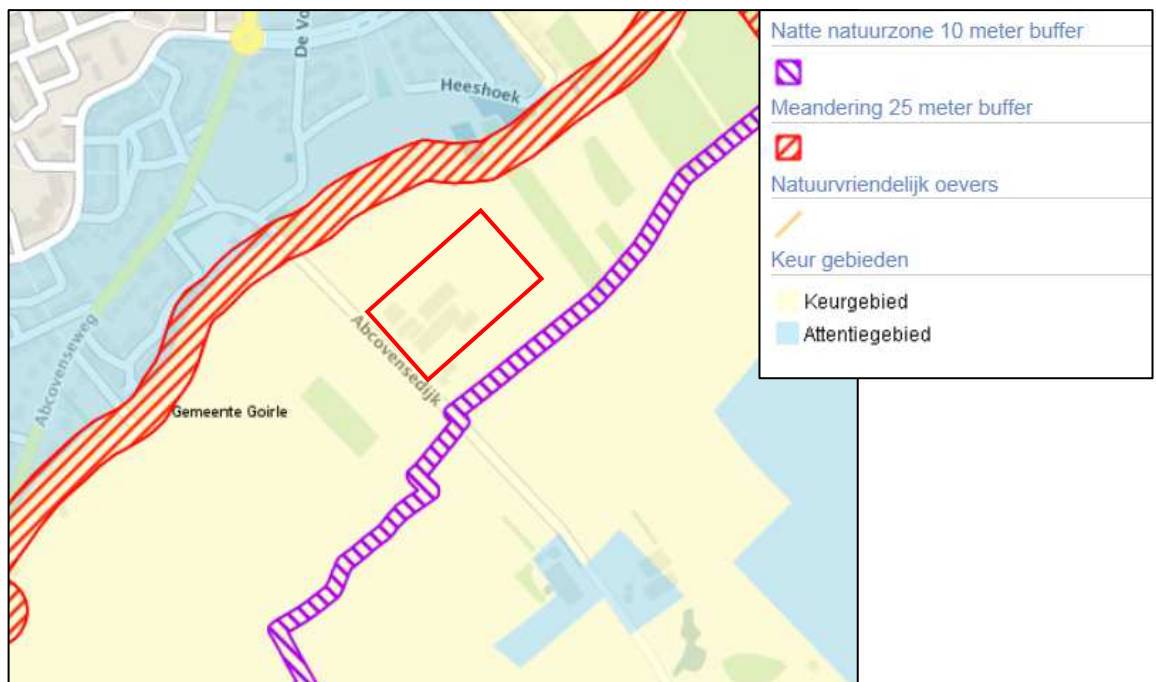 De Vo
Heeshoek
Abcovenseweg
Abcovensedijk
Gemeente Goirle
Natte natuurzone 10 meter buffer
Meandering 25 meter buffer
Natuurvriendelijk oevers
Keur gebieden
Keurgebied
Attentiegebied